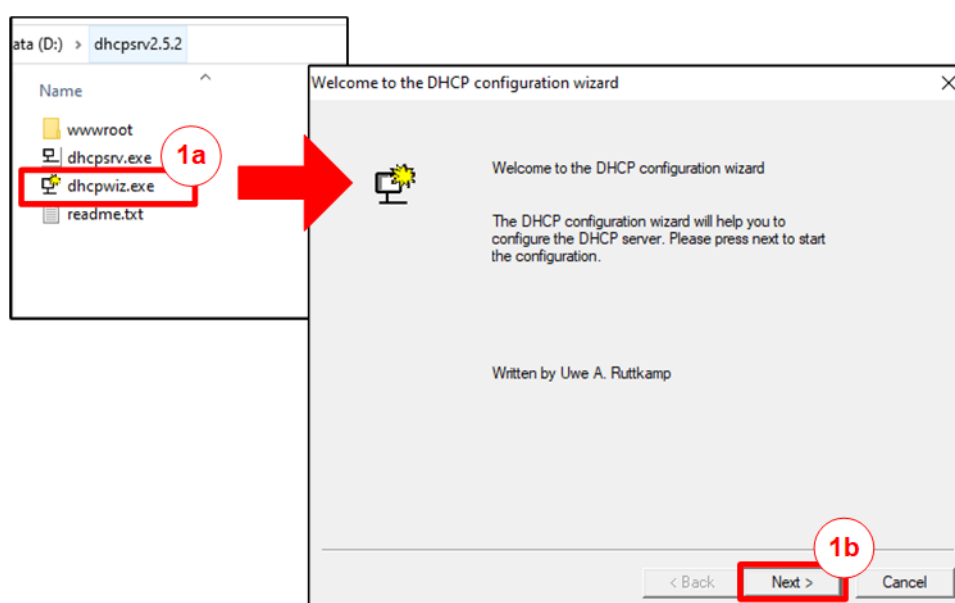 ata (D:) > dhcpsrv2.5.2
Name
wwwroot
dhcpsrv.exe
1a
dhcpwiz.exe
readme.txt
Welcome to the DHCP configuration wizard
Welcome to the DHCP configuration wizard
The DHCP configuration wizard will help you to
configure the DHCP server. Please press next to start
the configuration.
Written by Uwe A. Ruttkamp
1b
< Back
Next >
Cancel